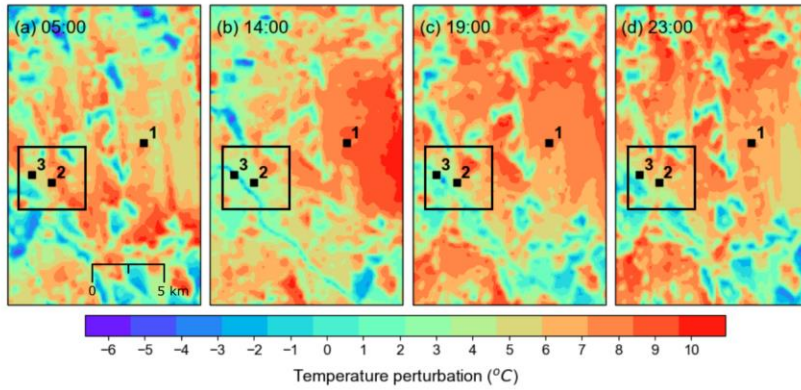 (a) 05:00
(b) 14:00
(c) 19:00
(d) 23:00
1
1
1
1
3
2
3
2
3
2
3
2
0
5 km
−6 −5 −4 −3 −2 −1 0 1 2 3 4 5 6 7 8 9 10
Temperature perturbation (°C)